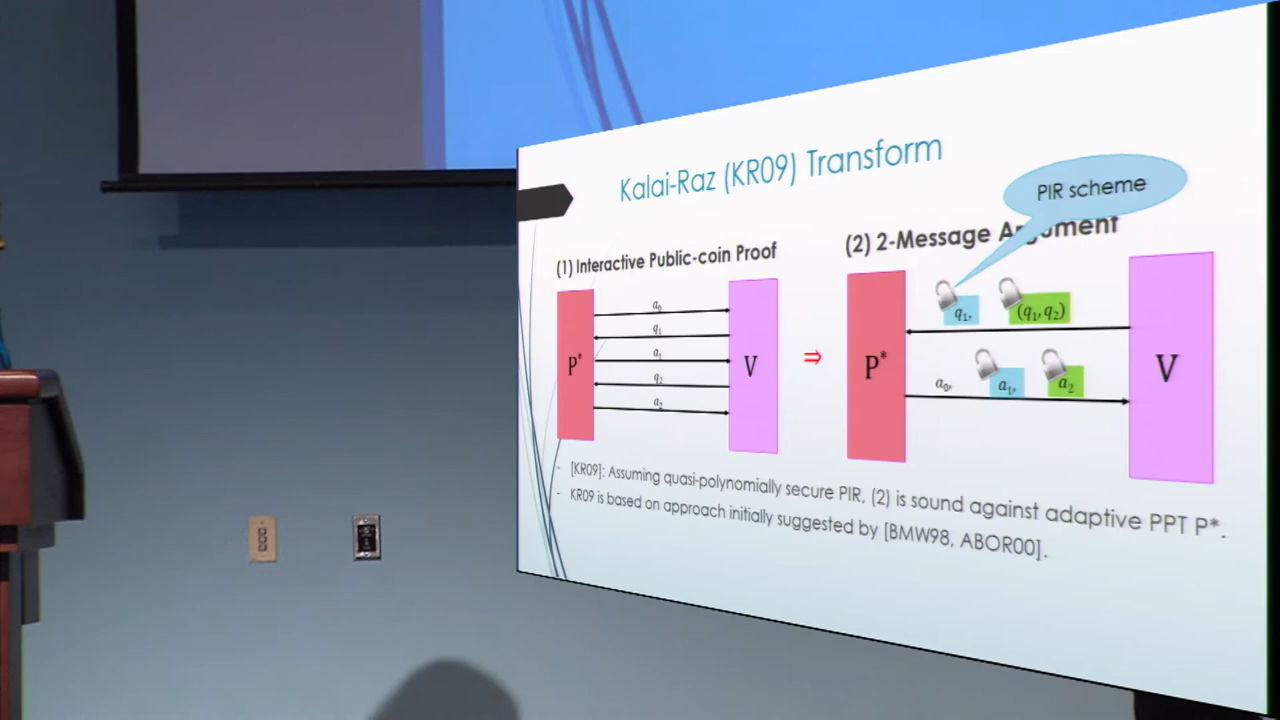 Kalai-Raz (KR09) Transform
PIR scheme
(1) Interactive Public-coin Proof
(2) 2-Message Argument
a₀
q₁
a₁
q₂
a₂
P*
V
⇒
P*
q₁, (q₁,q₂)
a₀, a₁, a₂
V
- [KR09]: Assuming quasi-polynomially secure PIR, (2) is sound against adaptive PPT P*.
- KR09 is based on approach initially suggested by [BMW98, ABOR00].